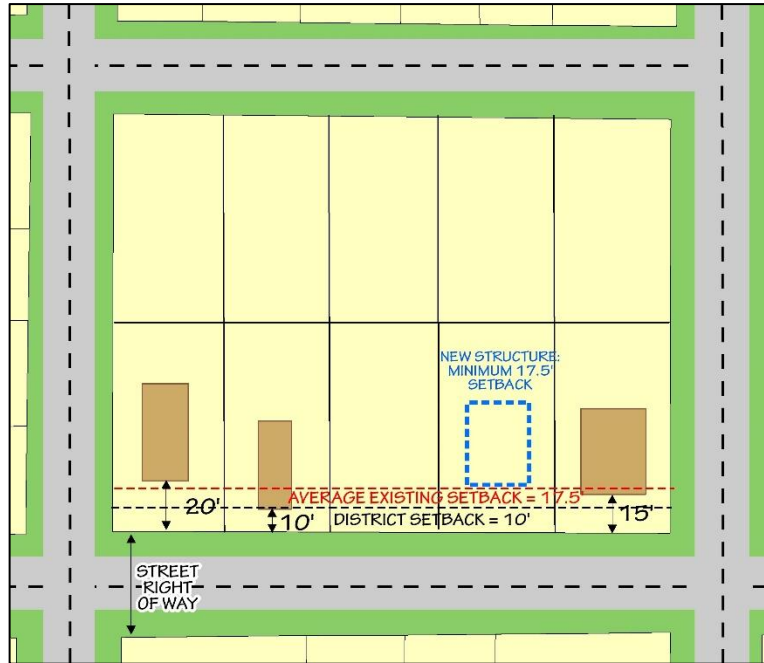 NEW STRUCTURE:
MINIMUM 17.5'
SETBACK
AVERAGE EXISTING SETBACK = 17.5'
20'
10'
DISTRICT SETBACK = 10'
15'
STREET
RIGHT
OF WAY